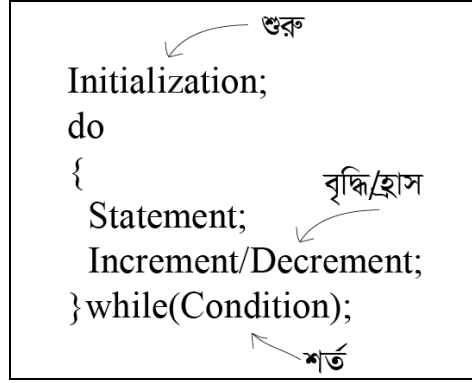 শুরু
Initialization;
do
{
বৃদ্ধি/হ্রাস
Statement;
Increment/Decrement;
}while(Condition);
শর্ত